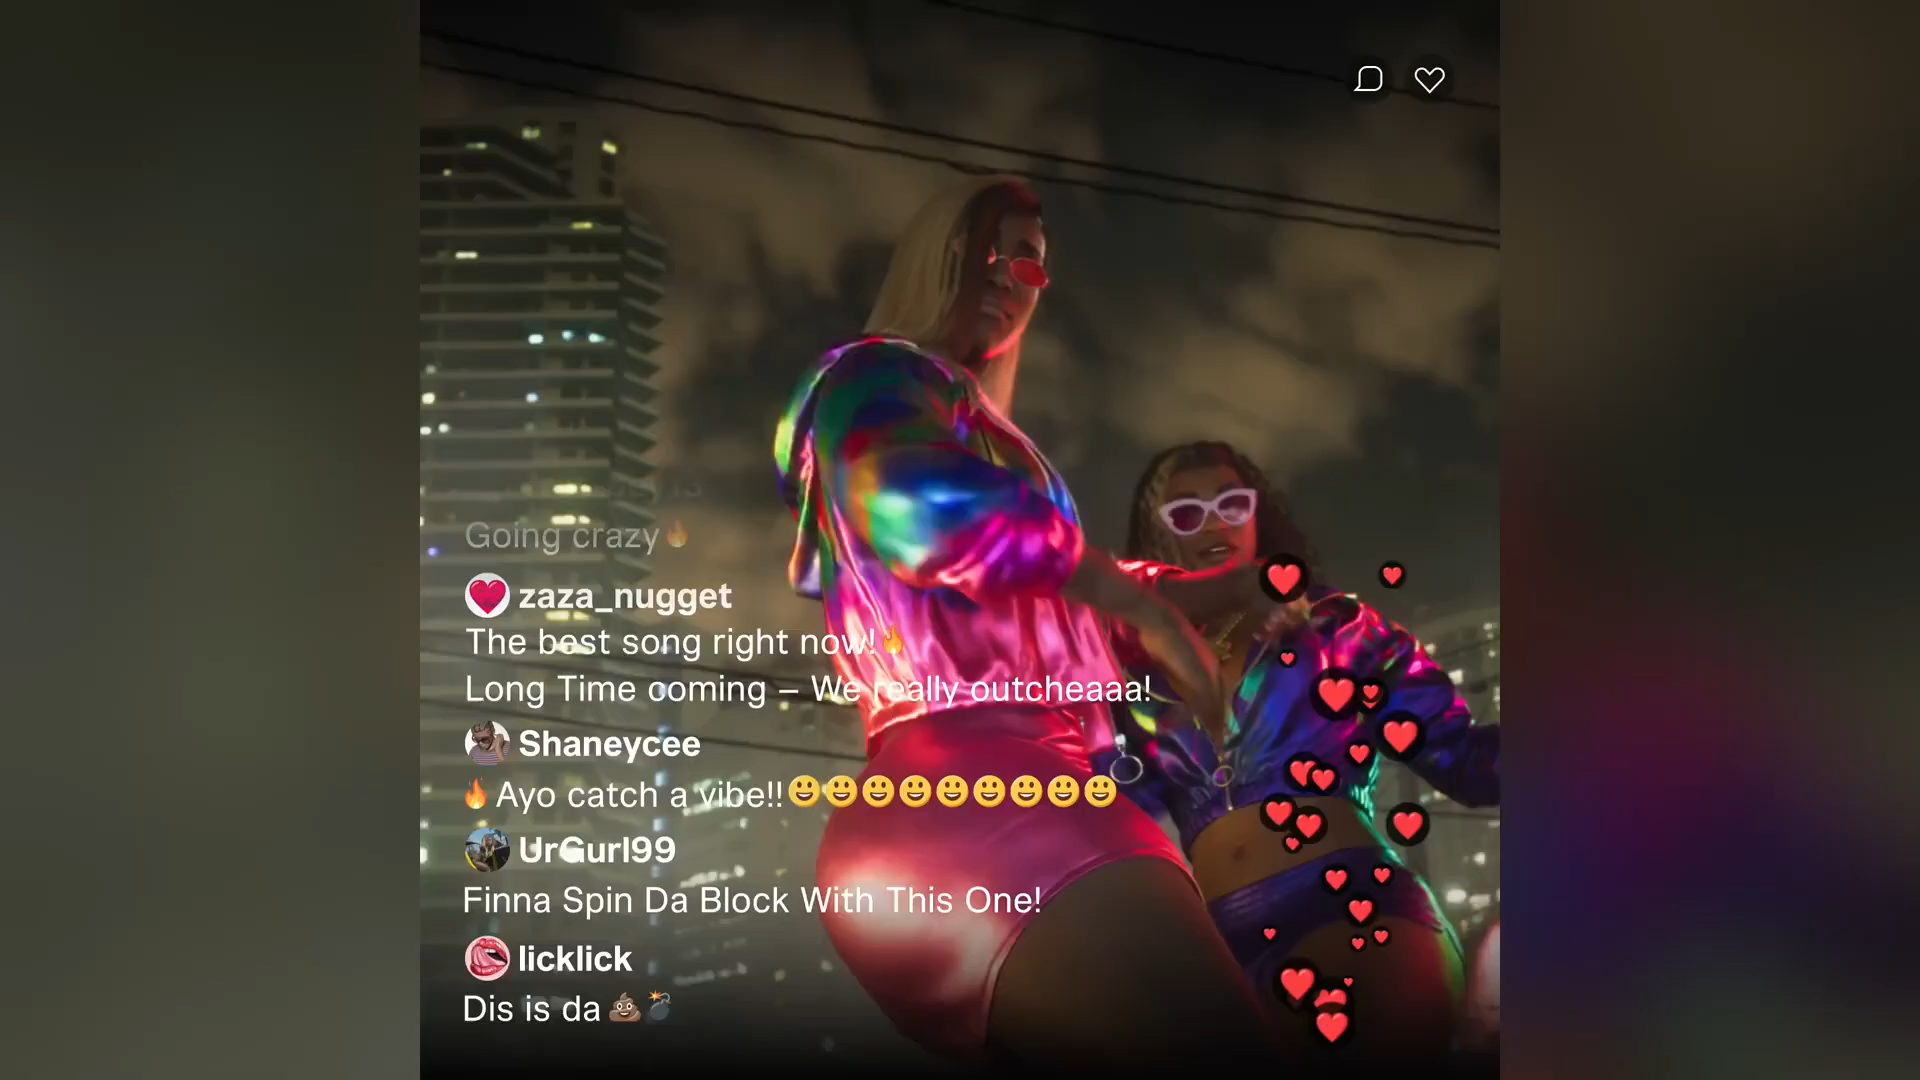 Going crazy🔥
zaza_nugget
The best song right now!🔥
Long Time coming – We really outcheaaa!
Shaneycee
🔥Ayo catch a vibe!!😀😀😀😀😀😀😀😀😀
UrGurl99
Finna Spin Da Block With This One!
licklick
Dis is da💩💣